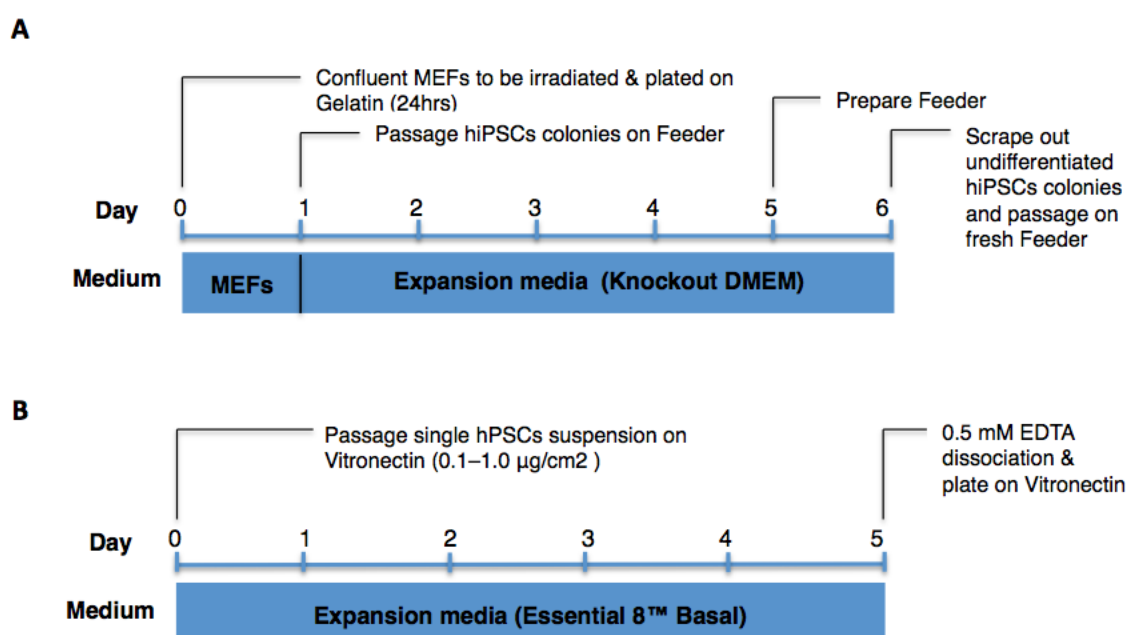 A
Confluent MEFs to be irradiated & plated on
Gelatin (24hrs)
Passage hiPSCs colonies on Feeder
Prepare Feeder
Scrape out
undifferentiated
hiPSCs colonies
and passage on
fresh Feeder
Day 0 1 2 3 4 5 6
Medium MEFs Expansion media (Knockout DMEM)
B
Passage single hPSCs suspension on
Vitronectin (0.1–1.0 µg/cm2 )
0.5 mM EDTA
dissociation &
plate on Vitronectin
Day 0 1 2 3 4 5
Medium Expansion media (Essential 8™ Basal)